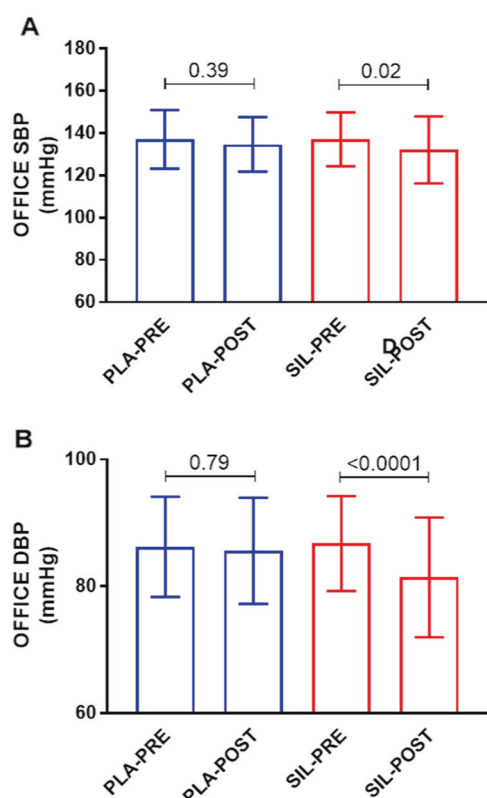 A
180
160
140
120
100
80
60
OFFICE SBP
(mmHg)
0.39
0.02
PLA-PRE
PLA-POST
SIL-PRE
SIL-POST
D
B
100
80
60
OFFICE DBP
(mmHg)
0.79
<0.0001
PLA-PRE
PLA-POST
SIL-PRE
SIL-POST